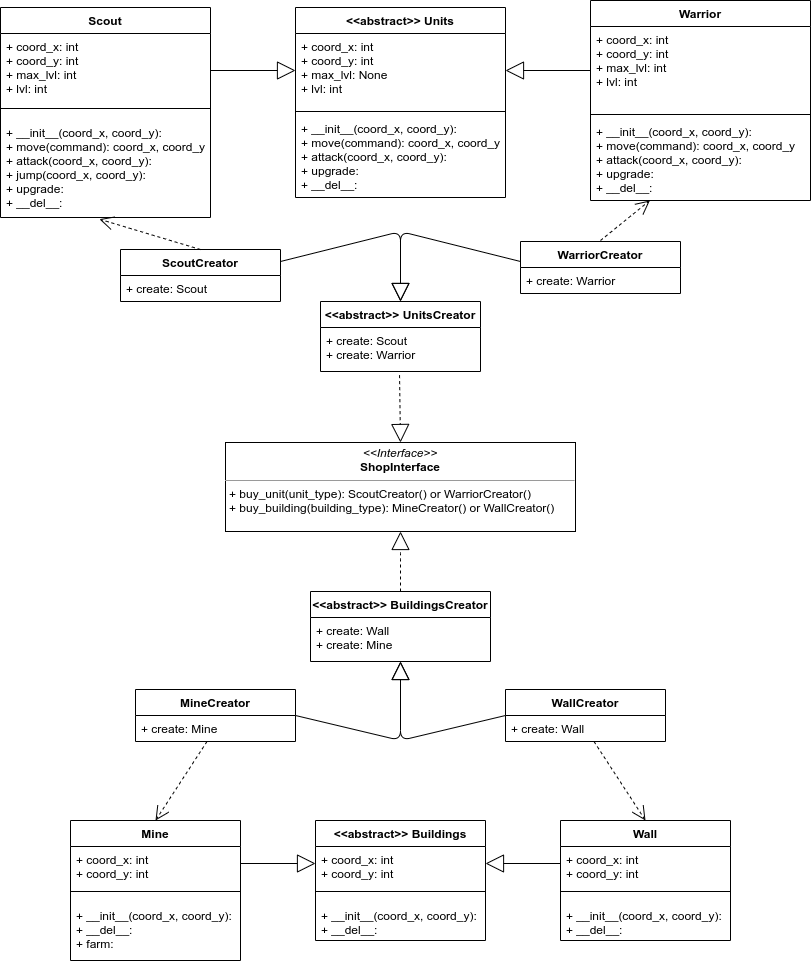 Scout
+ coord_x: int
+ coord_y: int
+ max_lvl: int
+ lvl: int
+ __init__(coord_x, coord_y):
+ move(command): coord_x, coord_y
+ attack(coord_x, coord_y):
+ jump(coord_x, coord_y):
+ upgrade:
+ __del__:
<<abstract>> Units
+ coord_x: int
+ coord_y: int
+ max_lvl: None
+ lvl: int
+ __init__(coord_x, coord_y):
+ move(command): coord_x, coord_y
+ attack(coord_x, coord_y):
+ upgrade:
+ __del__:
Warrior
+ coord_x: int
+ coord_y: int
+ max_lvl: int
+ lvl: int
+ __init__(coord_x, coord_y):
+ move(command): coord_x, coord_y
+ attack(coord_x, coord_y):
+ upgrade:
+ __del__:
ScoutCreator
+ create: Scout
WarriorCreator
+ create: Warrior
<<abstract>> UnitsCreator
+ create: Scout
+ create: Warrior
<<Interface>>
ShopInterface
+ buy_unit(unit_type): ScoutCreator() or WarriorCreator()
+ buy_building(building_type): MineCreator() or WallCreator()
<<abstract>> BuildingsCreator
+ create: Wall
+ create: Mine
MineCreator
+ create: Mine
WallCreator
+ create: Wall
Mine
+ coord_x: int
+ coord_y: int
+ __init__(coord_x, coord_y):
+ __del__:
+ farm:
<<abstract>> Buildings
+ coord_x: int
+ coord_y: int
+ __init__(coord_x, coord_y):
+ __del__:
Wall
+ coord_x: int
+ coord_y: int
+ __init__(coord_x, coord_y):
+ __del__: